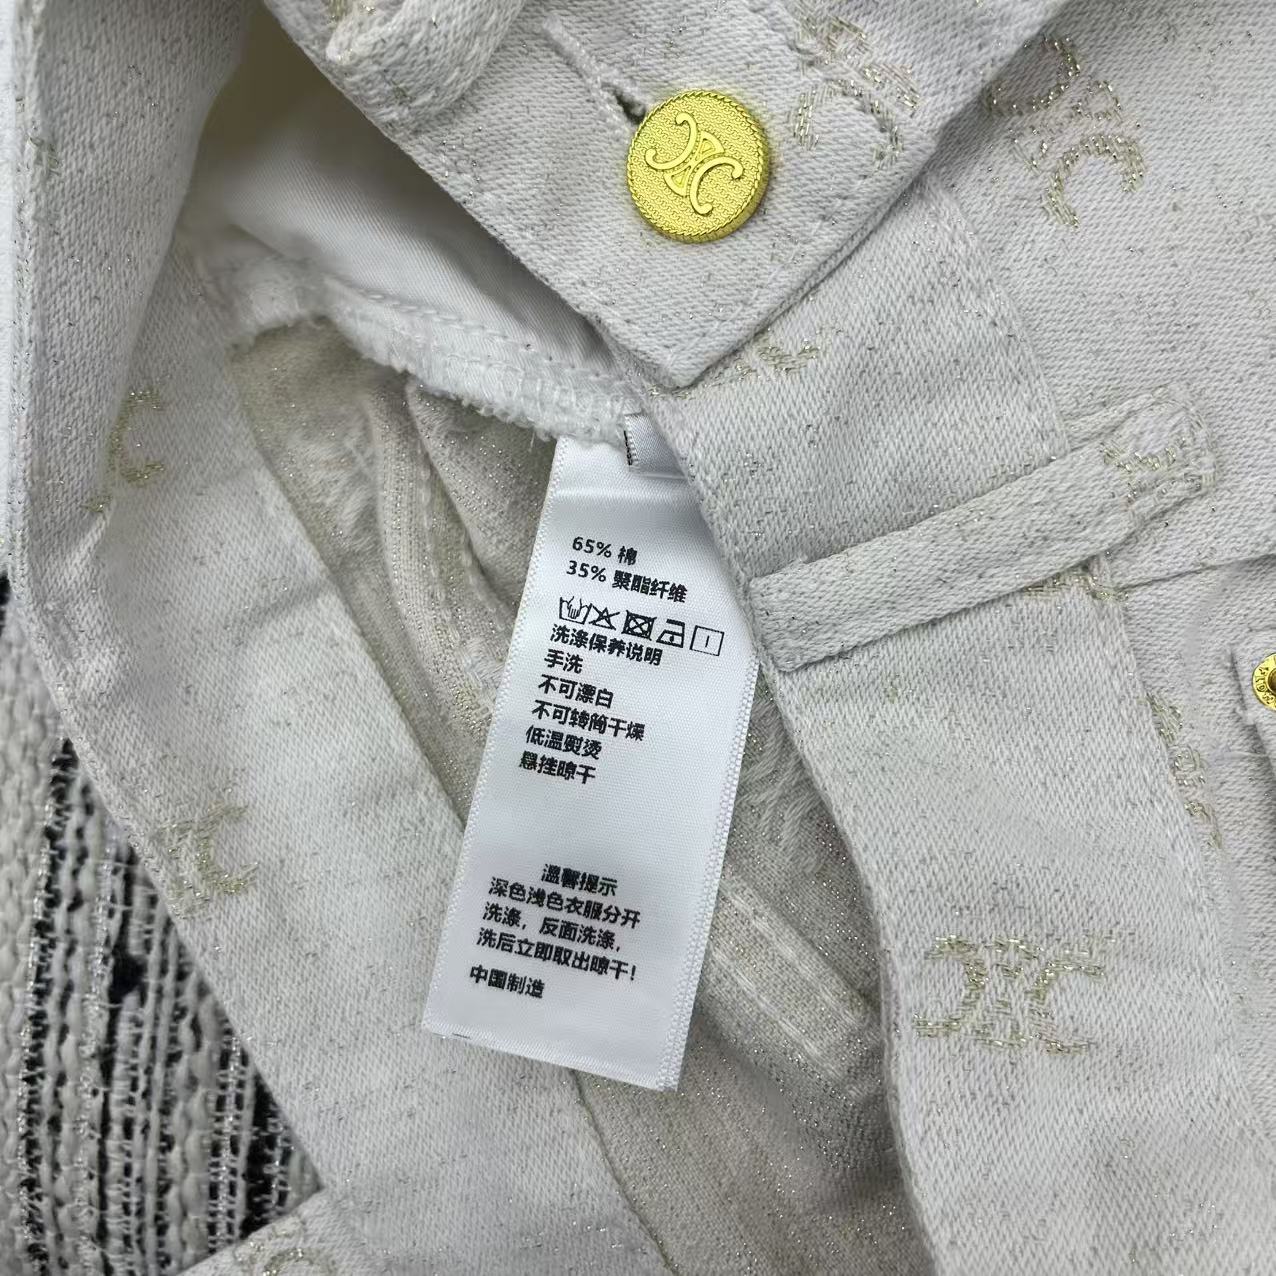 65% 棉
35% 聚酯纤维
洗涤保养说明
手洗
不可漂白
不可转筒干燥
低温熨烫
悬挂晾干
温馨提示
深色浅色衣服分开
洗涤，反面洗涤，
洗后立即取出晾干！
中国制造